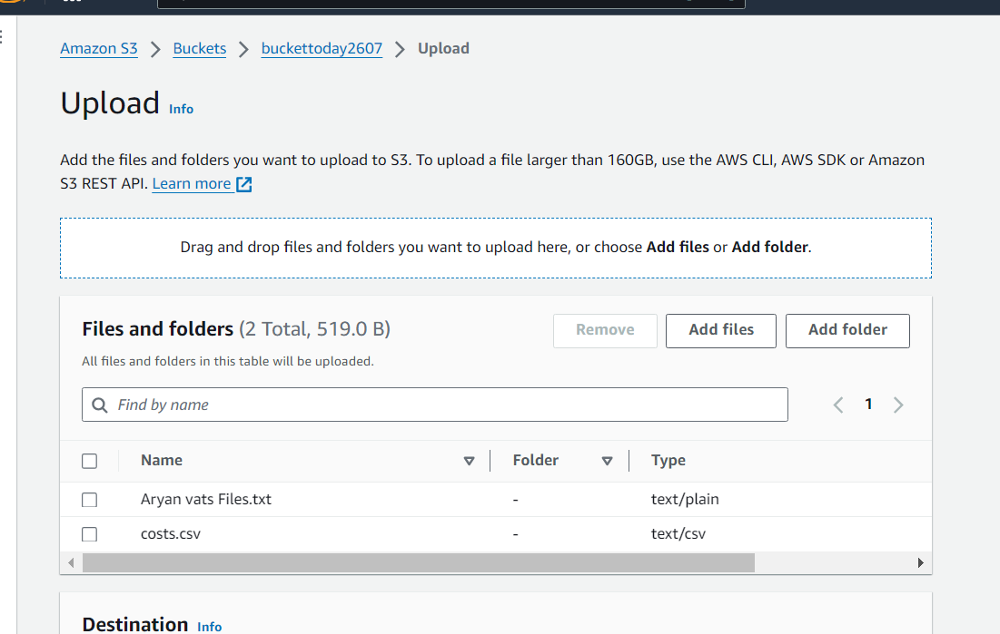 Amazon S3 > Buckets > buckettoday2607 > Upload
Upload Info
Add the files and folders you want to upload to S3. To upload a file larger than 160GB, use the AWS CLI, AWS SDK or Amazon
S3 REST API. Learn more
Drag and drop files and folders you want to upload here, or choose Add files or Add folder.
Files and folders (2 Total, 519.0 B)
Remove Add files Add folder
All files and folders in this table will be uploaded.
Find by name
1
Name Folder Type
Aryan vats Files.txt - text/plain
costs.csv - text/csv
Destination Info